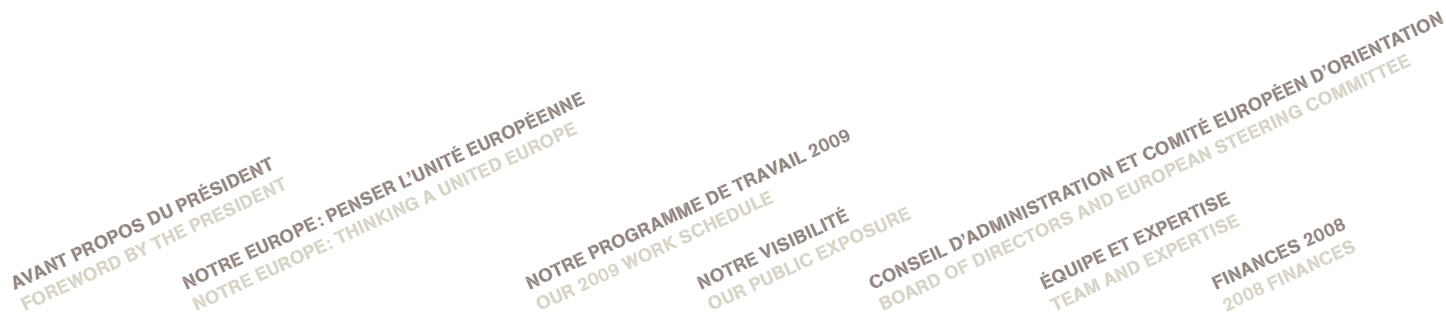 AVANT PROPOS DU PRÉSIDENT
FOREWORD BY THE PRESIDENT
NOTRE EUROPE : PENSER L'UNITÉ EUROPÉENNE
NOTRE EUROPE: THINKING A UNITED EUROPE
NOTRE PROGRAMME DE TRAVAIL 2009
OUR 2009 WORK SCHEDULE
NOTRE VISIBILITÉ
OUR PUBLIC EXPOSURE
CONSEIL D'ADMINISTRATION ET COMITÉ EUROPÉEN D'ORIENTATION
BOARD OF DIRECTORS AND EUROPEAN STEERING COMMITTEE
ÉQUIPE ET EXPERTISE
TEAM AND EXPERTISE
FINANCES 2008
2008 FINANCES